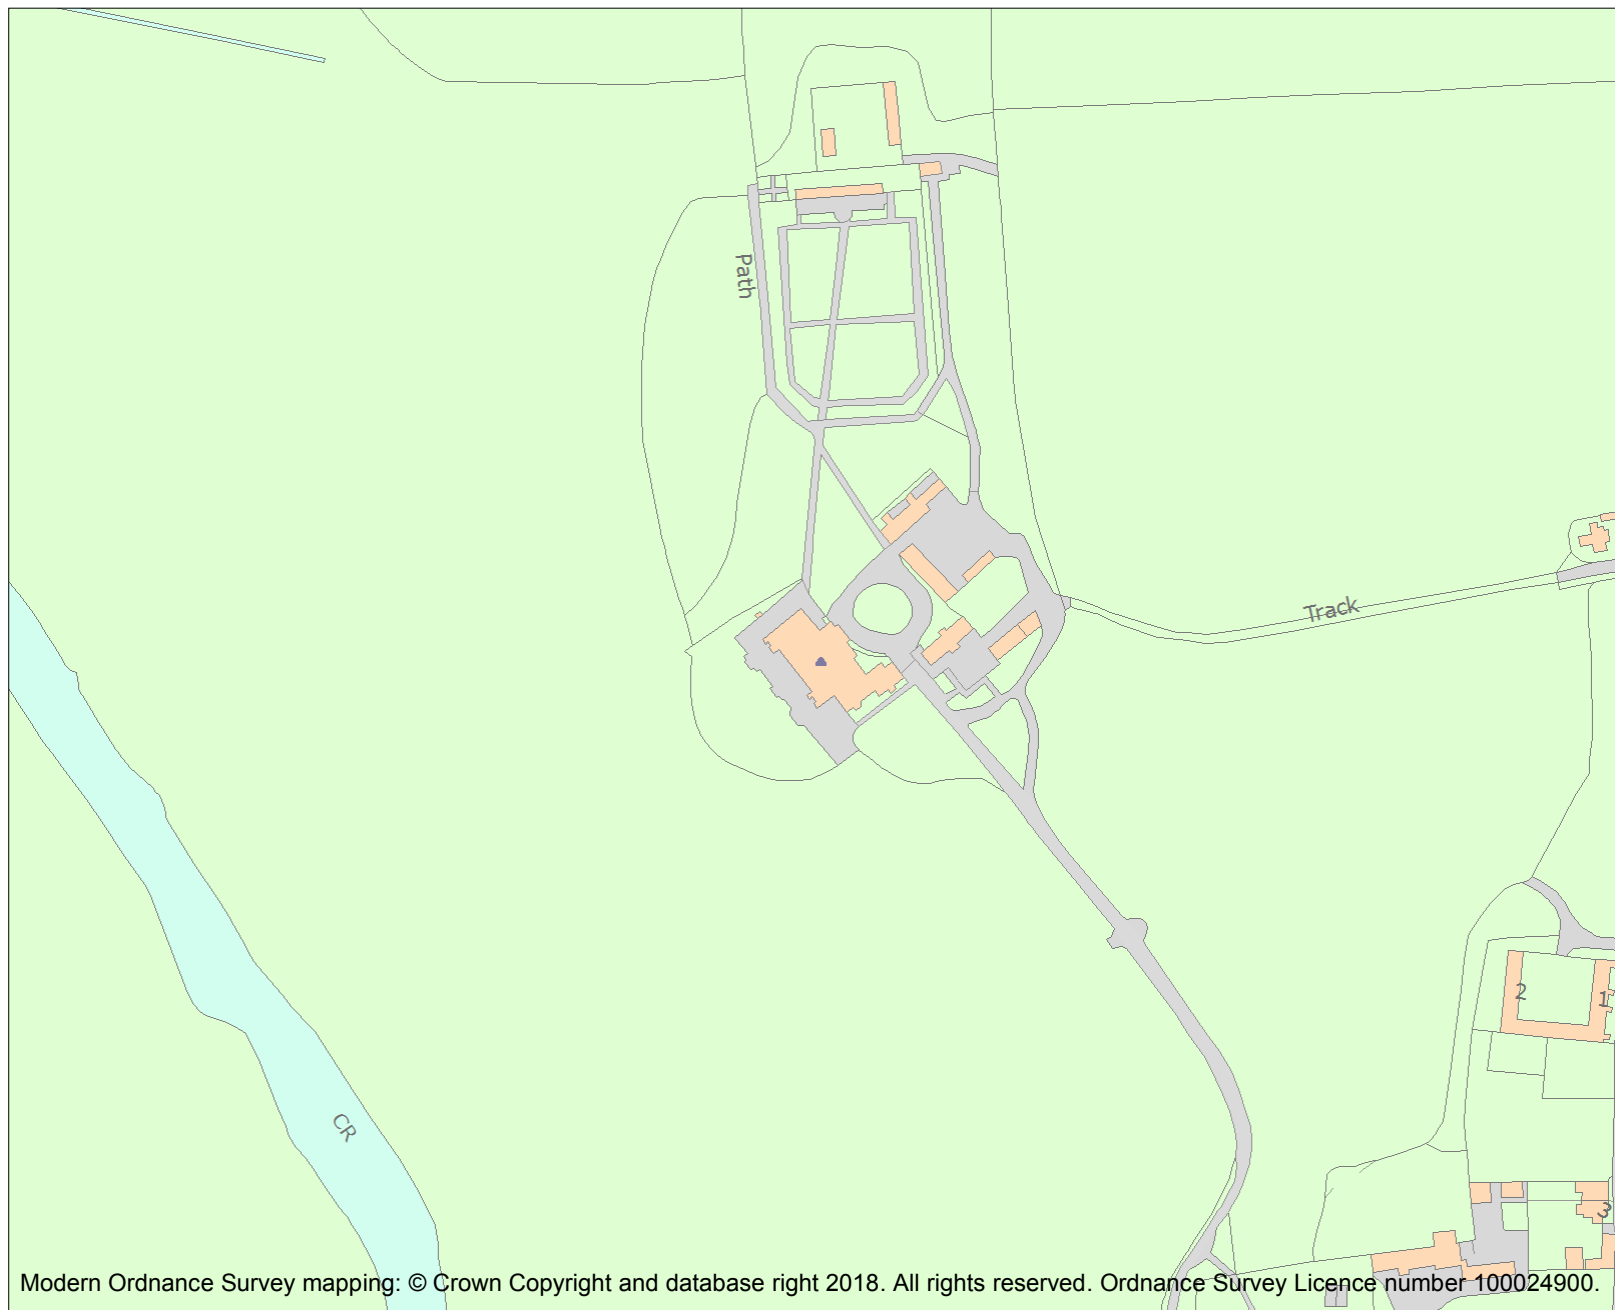 Path
Track
2
1
CR
3
Modern Ordnance Survey mapping: © Crown Copyright and database right 2018. All rights reserved. Ordnance Survey Licence number 100024900.